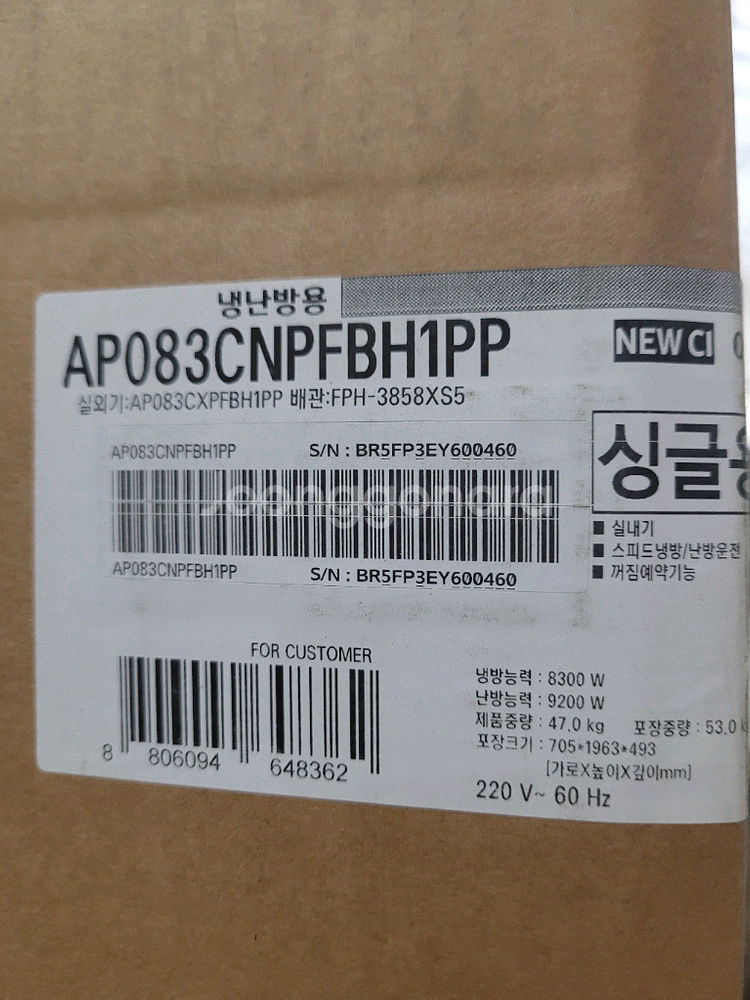 냉난방용
AP083CNPFBH1PP
NEW CI
실외기:AP083CXPFBH1PP 배관:FPH-3858XS5
AP083CNPFBH1PP S/N : BR5FP3EY600460
joonggonara
AP083CNPFBH1PP S/N : BR5FP3EY600460
싱글
■ 실내기
■ 스피드냉방/난방운전
■ 꺼짐예약기능
FOR CUSTOMER
8 806094 648362
냉방능력 : 8300 W
난방능력 : 9200 W
제품중량 : 47.0 kg 포장중량 : 53.0
포장크기 : 705*1963*493
[가로X높이X깊이mm]
220 V~ 60 Hz